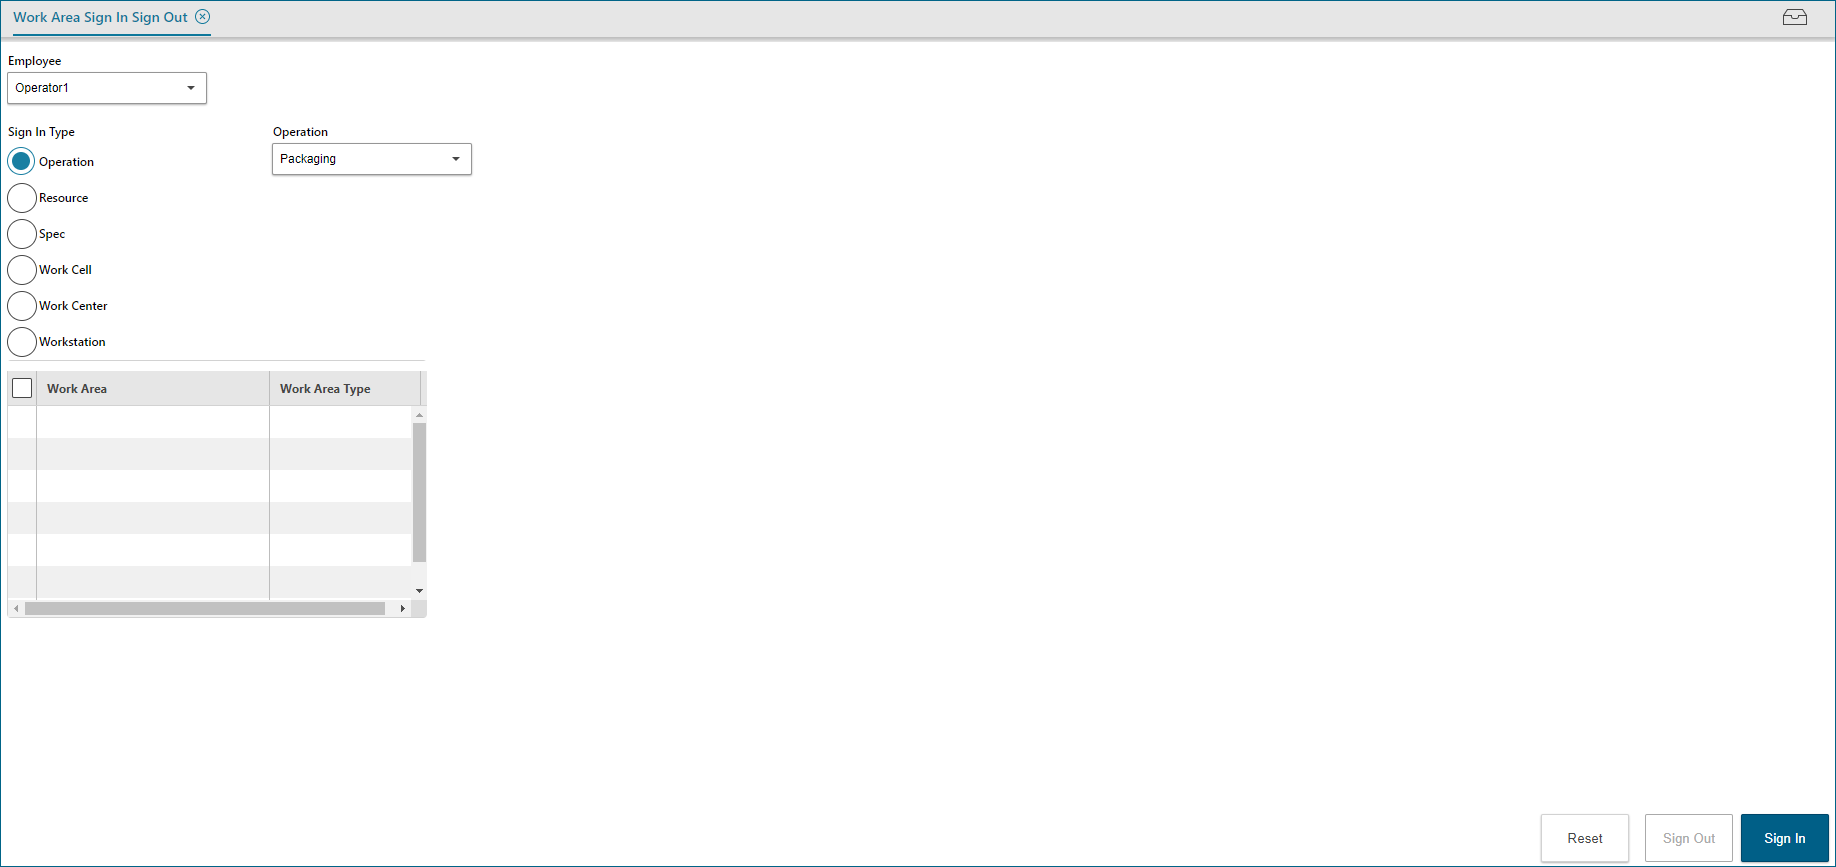 Work Area Sign In Sign Out
Employee
Operator1
Sign In Type
Operation
Operation
Packaging
Resource
Spec
Work Cell
Work Center
Workstation
Work Area
Work Area Type
Reset
Sign Out
Sign In